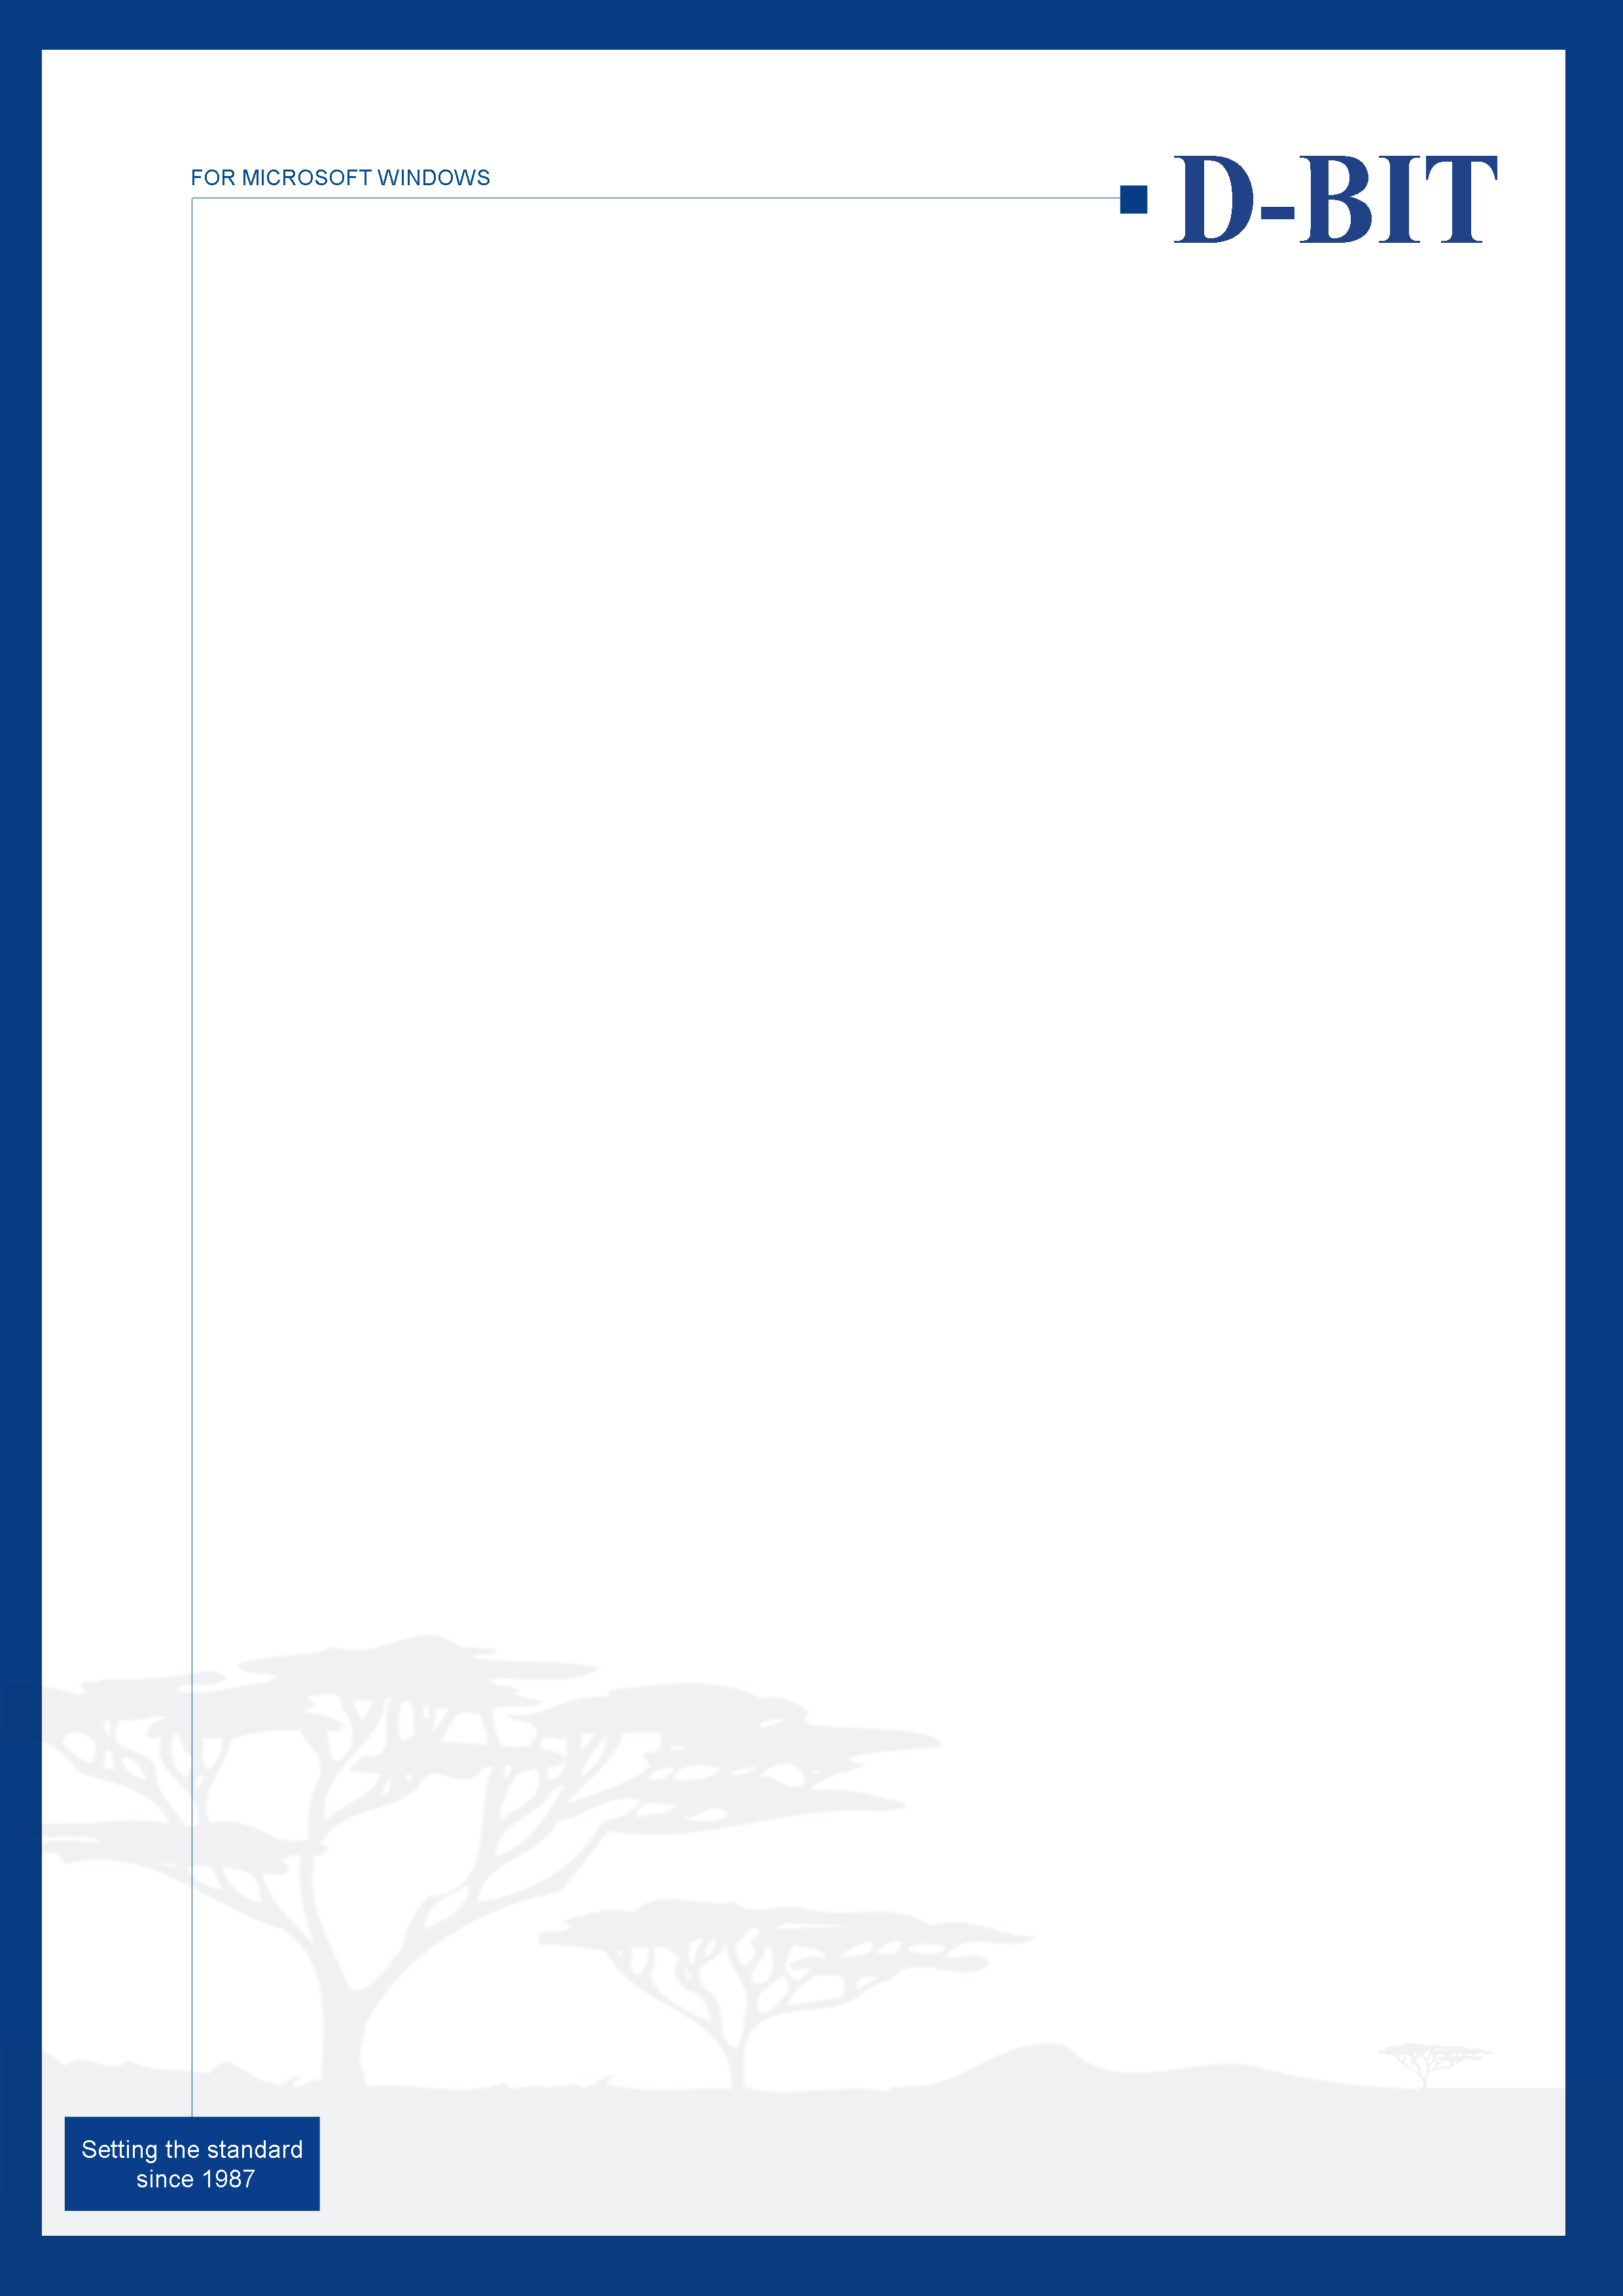 FOR MICROSOFT WINDOWS
D-BIT
Setting the standard
since 1987